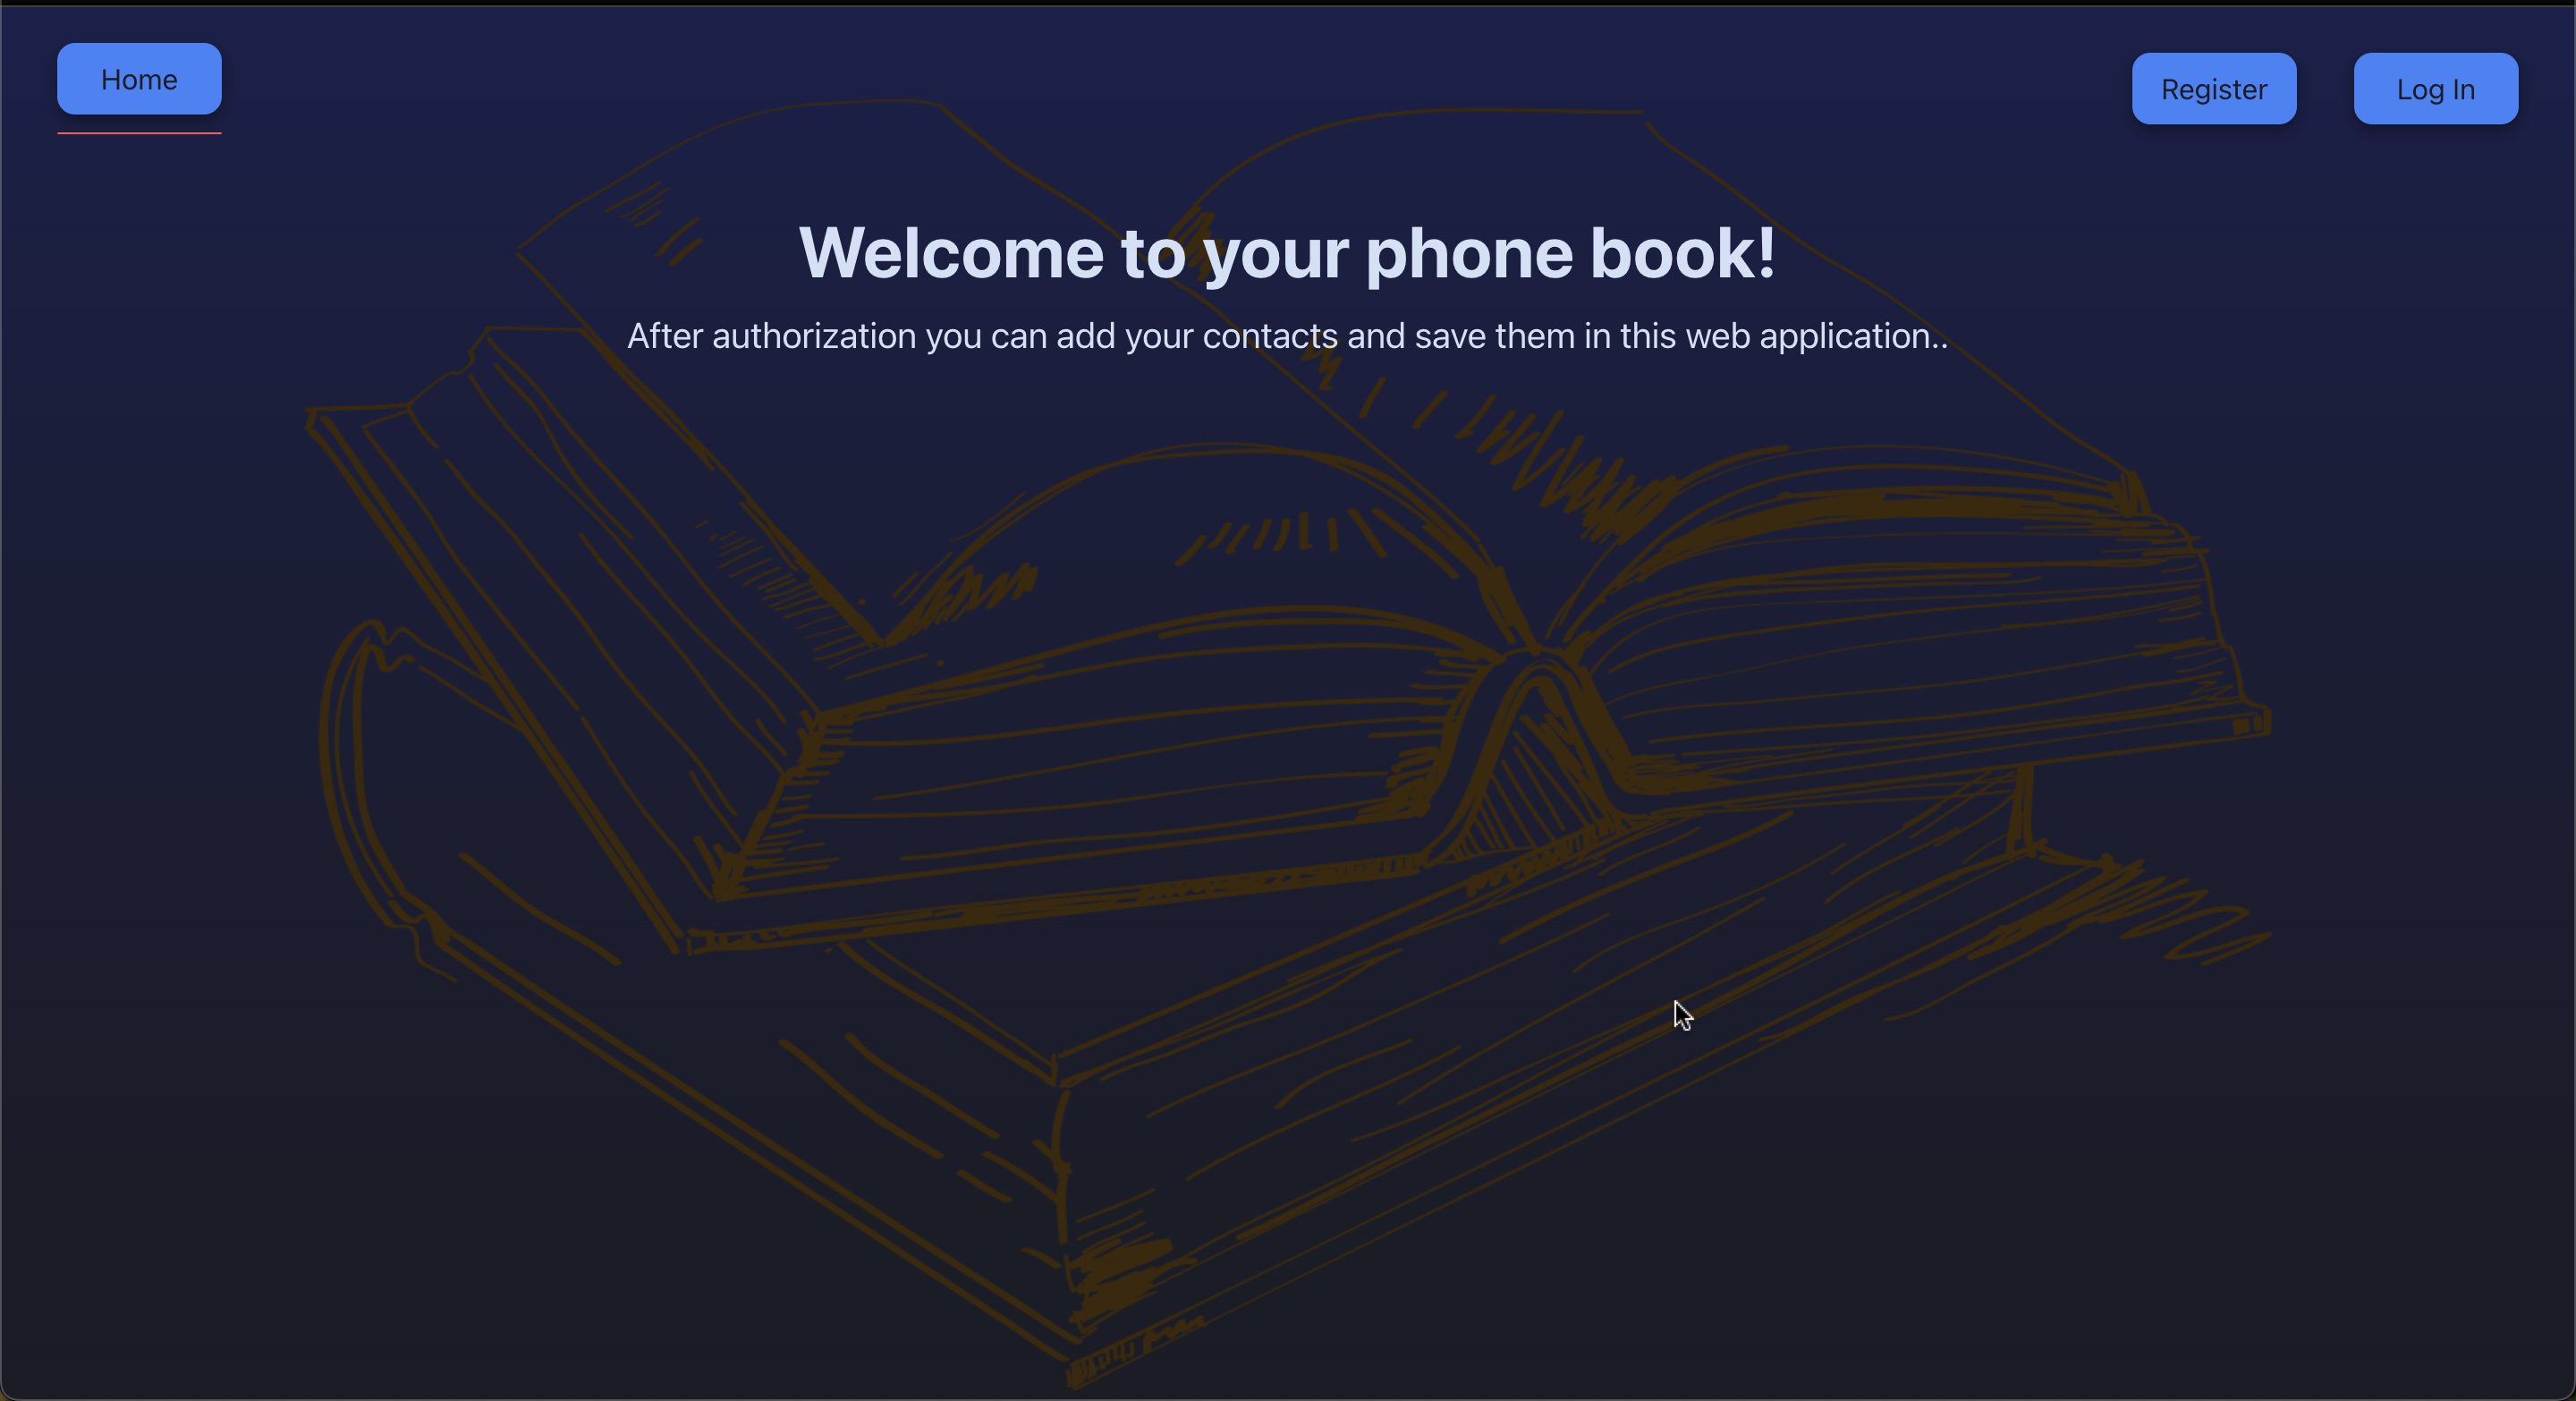 Home
Register
Log In
Welcome to your phone book!
After authorization you can add your contacts and save them in this web application..